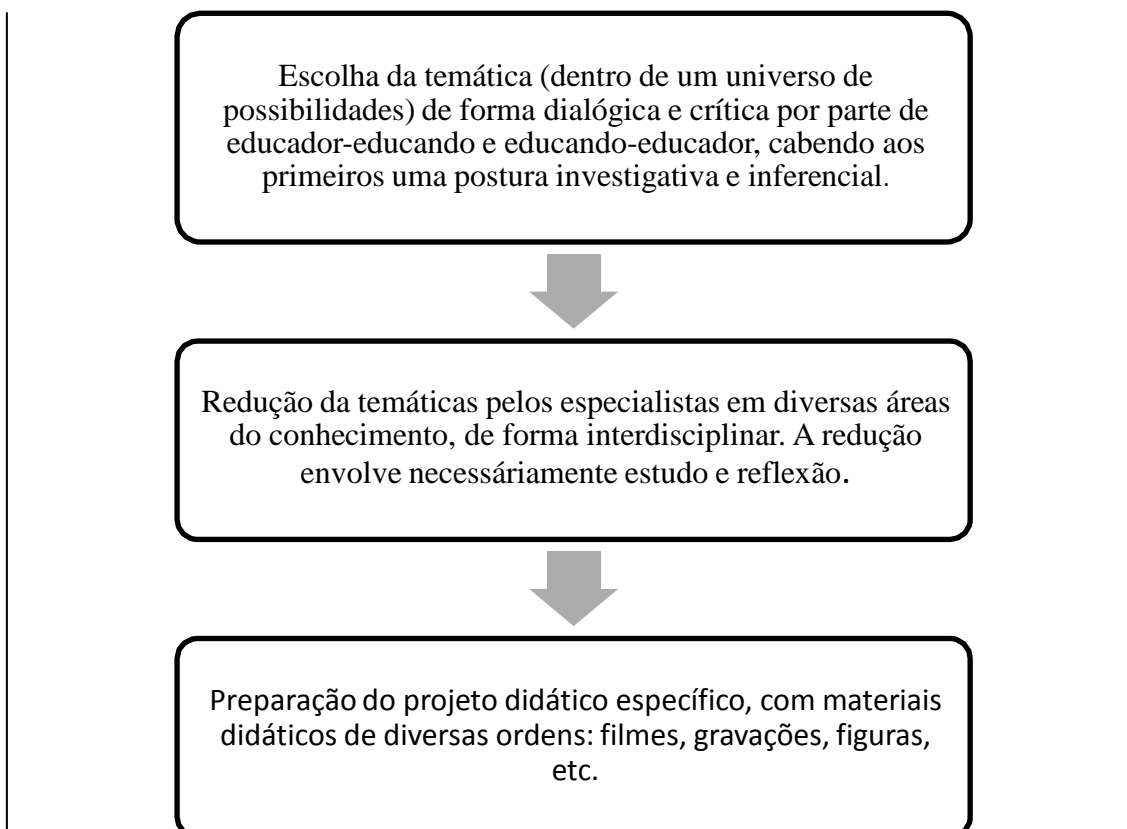 Escolha da temática (dentro de um universo de
possibilidades) de forma dialógica e crítica por parte de
educador-educando e educando-educador, cabendo aos
primeiros uma postura investigativa e inferencial.
Redução da temáticas pelos especialistas em diversas áreas
do conhecimento, de forma interdisciplinar. A redução
envolve necessáriamente estudo e reflexão.
Preparação do projeto didático específico, com materiais
didáticos de diversas ordens: filmes, gravações, figuras,
etc.